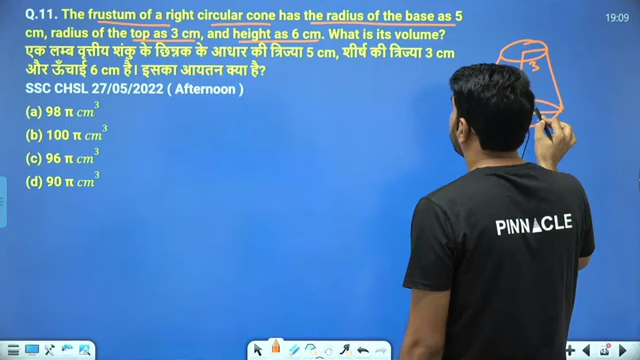 Q.11. The frustum of a right circular cone has the radius of the base as 5
19:09
cm, radius of the top as 3 cm, and height as 6 cm. What is its volume?
एक लम्ब वृत्तीय शंकु के छिन्नक के आधार की त्रिज्या 5 cm, शीर्ष की त्रिज्या 3 cm
और ऊँचाई 6 cm है। इसका आयतन क्या है?
SSC CHSL 27/05/2022 ( Afternoon )
(a) 98 π cm³
(b) 100 π cm³
(c) 96 π cm³
(d) 90 π cm³
3
PINNACLE